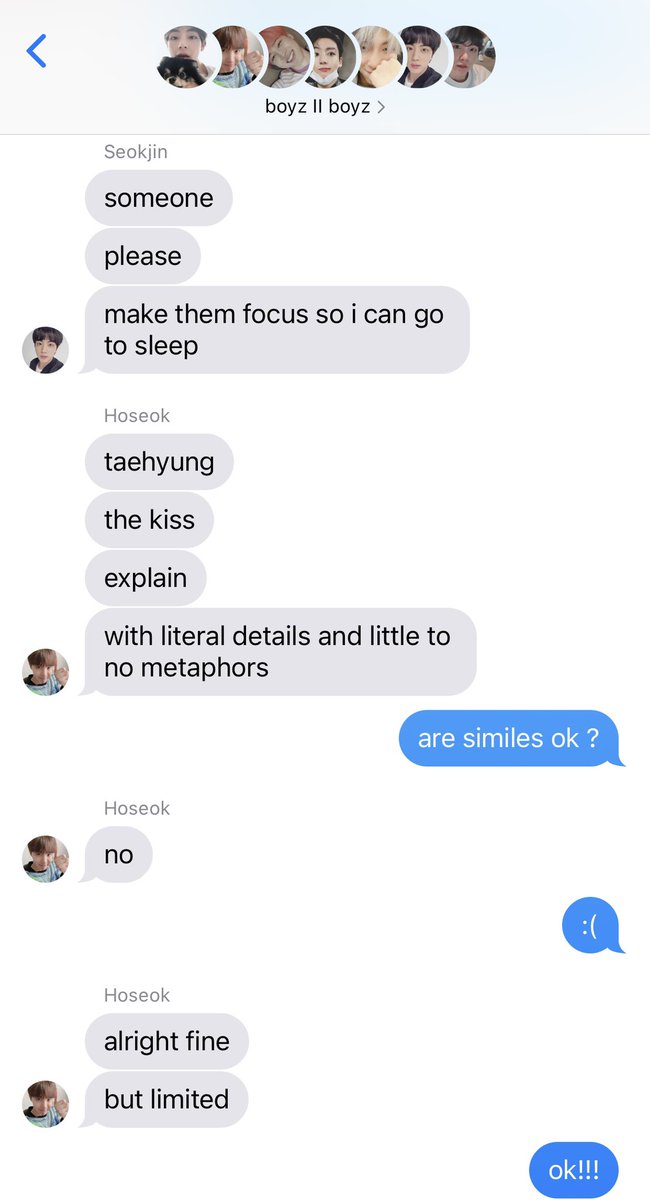 boyz II boyz >
Seokjin
someone
please
make them focus so i can go
to sleep
Hoseok
taehyung
the kiss
explain
with literal details and little to
no metaphors
are similes ok ?
Hoseok
no
:(
Hoseok
alright fine
but limited
ok!!!